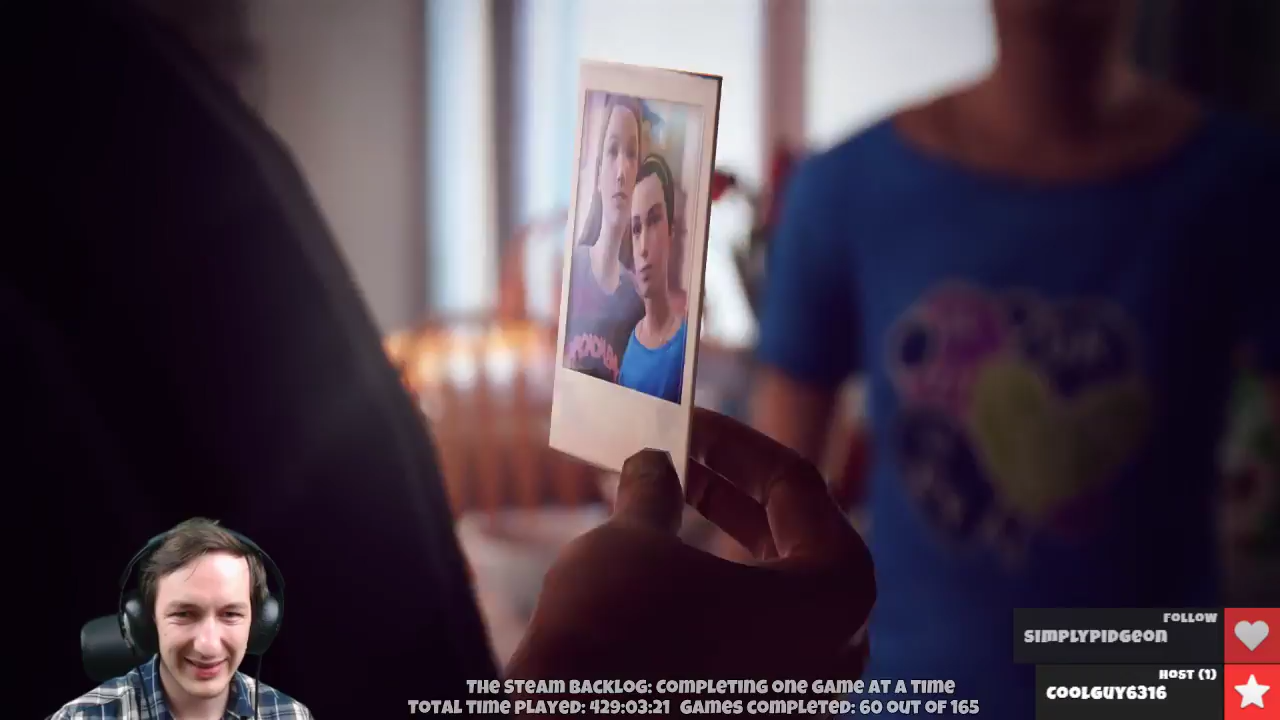 FOLLOW
SIMPLYPIDGEON
HOST (1)
COOLGUY6316
THE STEAM BACKLOG: COMPLETING ONE GAME AT A TIME
TOTAL TIME PLAYED: 429:03:21 GAMES COMPLETED: 60 OUT OF 165